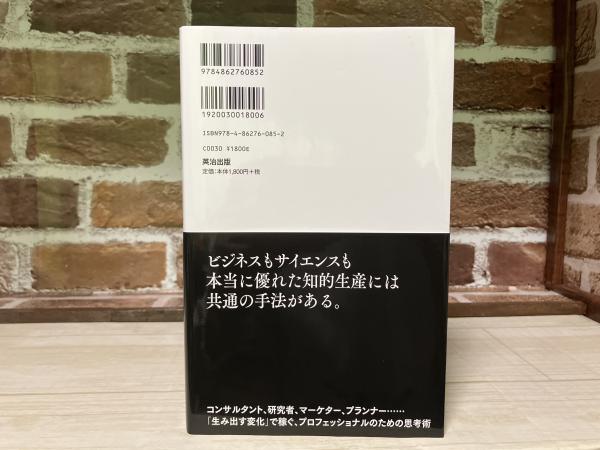 9784862760852
1920030018006
ISBN978-4-86276-085-2
C0030 ¥1800E
英治出版
定価:本体1,800円+税
ビジネスもサイエンスも
本当に優れた知的生産には
共通の手法がある。
コンサルタント、研究者、マーケター、プランナー……
「生み出す変化」で稼ぐ、プロフェッショナルのための思考術